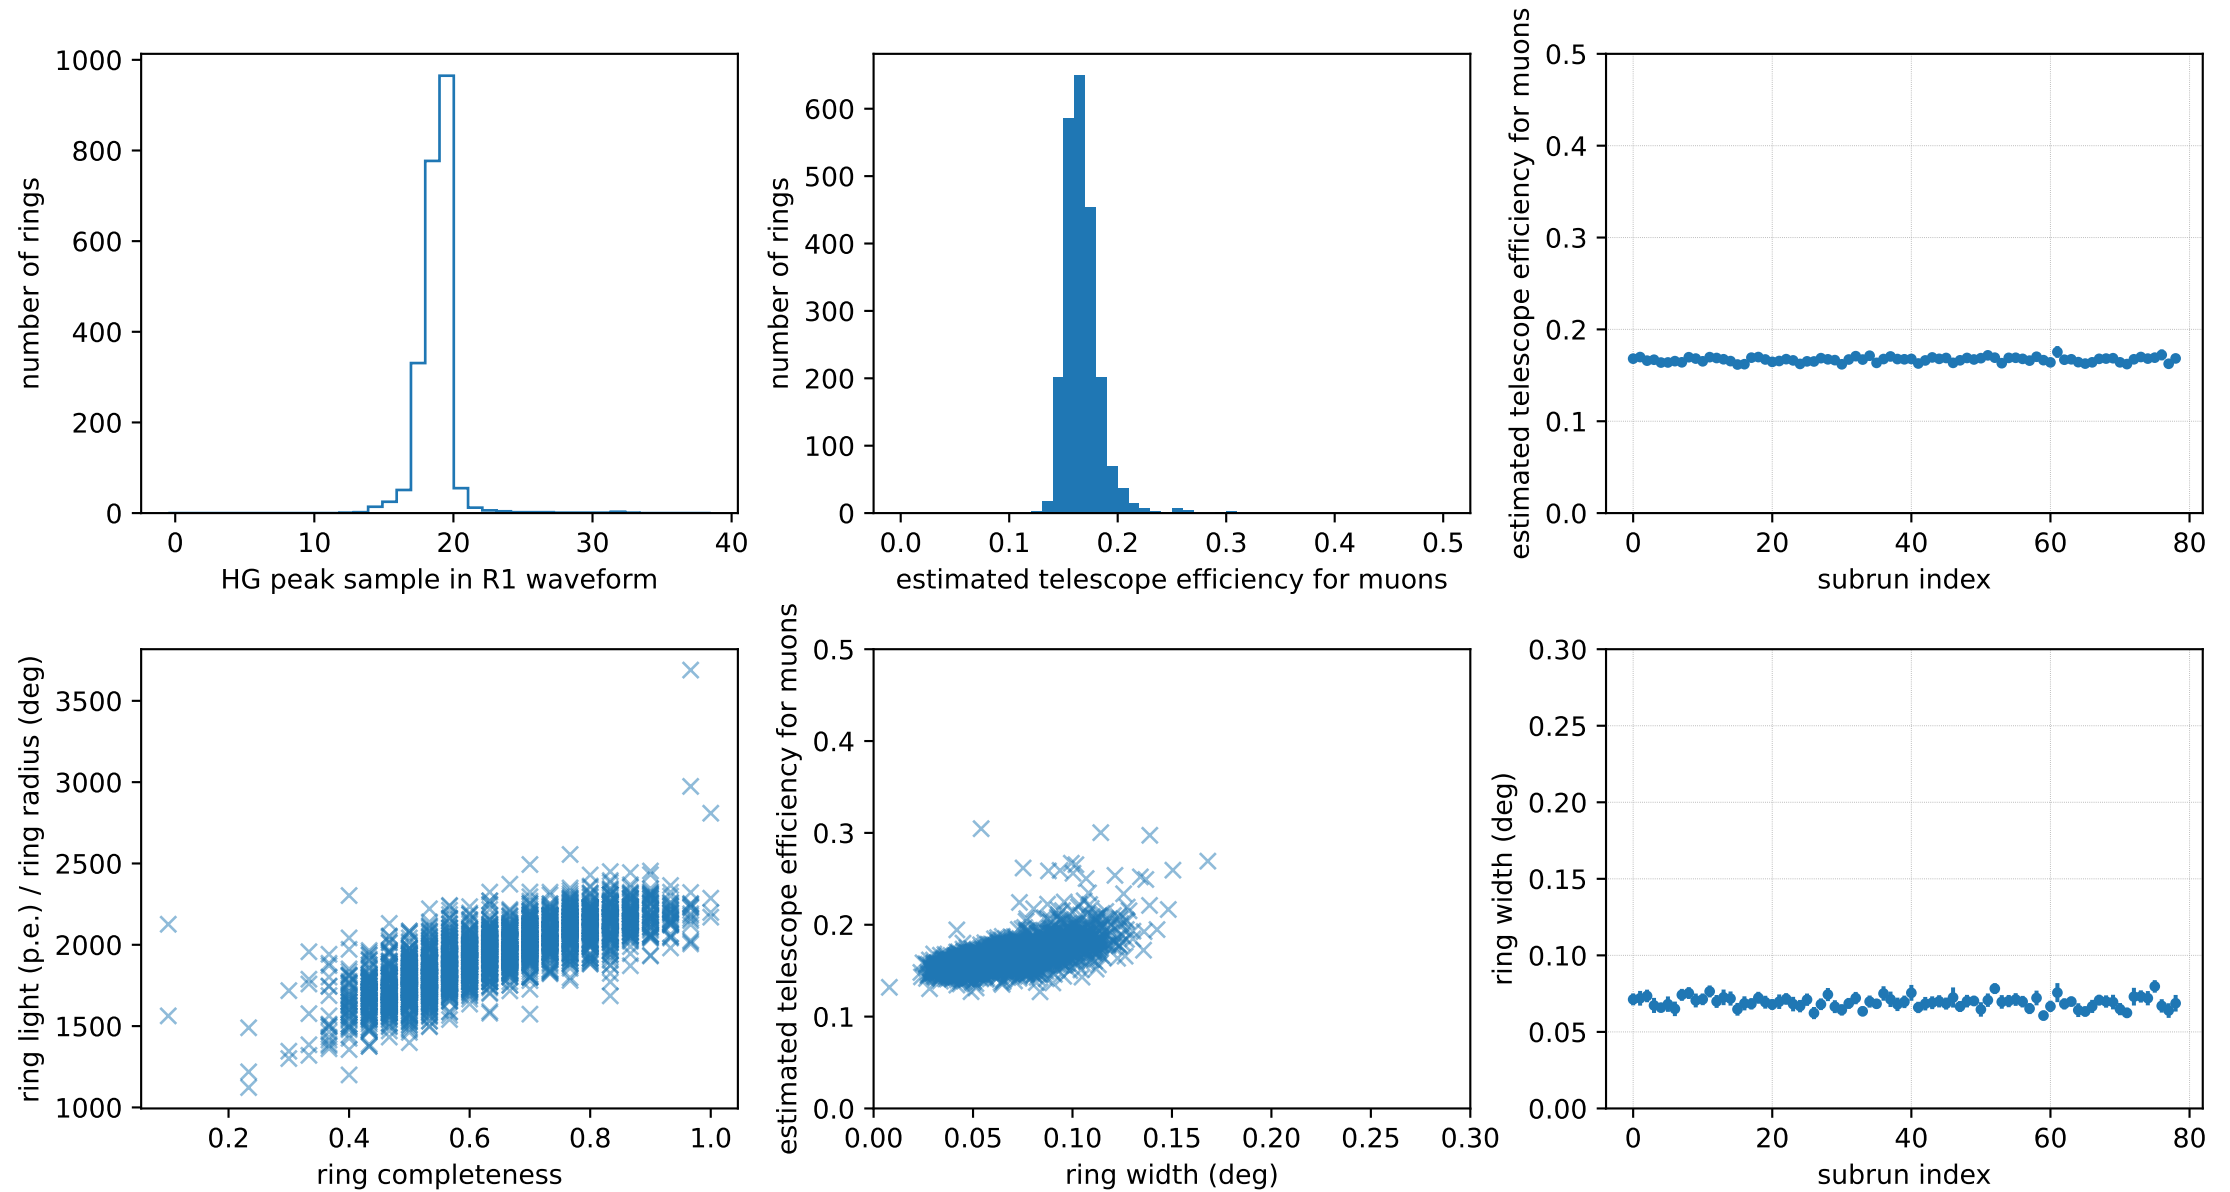 number of rings
1000
800
600
400
200
0
0 10 20 30 40
HG peak sample in R1 waveform
number of rings
600
500
400
300
200
100
0
0.0 0.1 0.2 0.3 0.4 0.5
estimated telescope efficiency for muons
estimated telescope efficiency for muons
0.5
0.4
0.3
0.2
0.1
0.0
0 20 40 60 80
subrun index
ring light (p.e.) / ring radius (deg)
3500
3000
2500
2000
1500
1000
0.2 0.4 0.6 0.8 1.0
ring completeness
estimated telescope efficiency for muons
0.5
0.4
0.3
0.2
0.1
0.0
0.00 0.05 0.10 0.15 0.20 0.25 0.30
ring width (deg)
ring width (deg)
0.30
0.25
0.20
0.15
0.10
0.05
0.00
0 20 40 60 80
subrun index